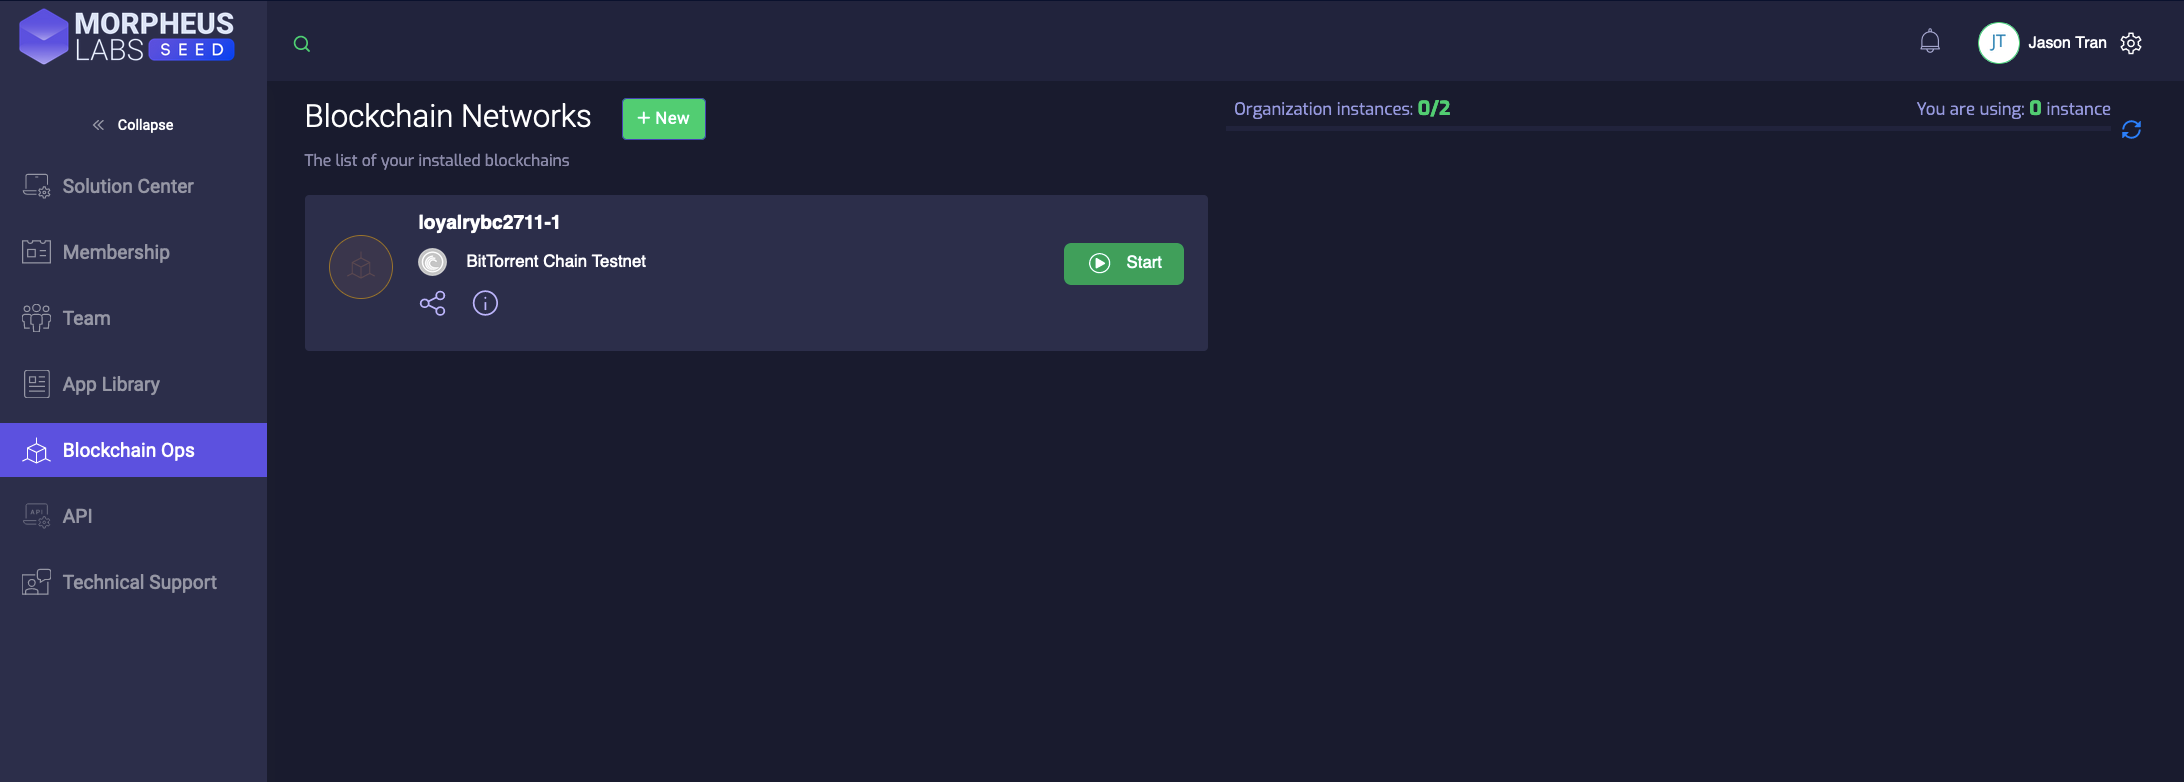 MORPHEUS
LABS SEED
JT
Jason Tran
Collapse
Solution Center
Membership
Team
App Library
Blockchain Ops
API
API
Technical Support
Blockchain Networks
+ New
Organization instances: 0/2
You are using: 0 instance
The list of your installed blockchains
loyalrybc2711-1
BitTorrent Chain Testnet
Start